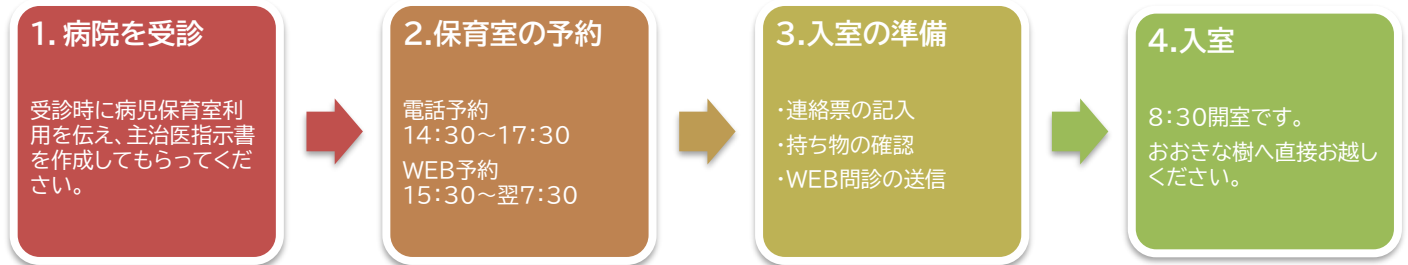 1. 病院を受診
受診時に病児保育室利
用を伝え、主治医指示書
を作成してもらってくだ
さい。
2.保育室の予約
電話予約
14:30～17:30
WEB予約
15:30～翌7:30
3.入室の準備
・連絡票の記入
・持ち物の確認
・WEB問診の送信
4.入室
8:30開室です。
おおきな樹へ直接お越し
ください。